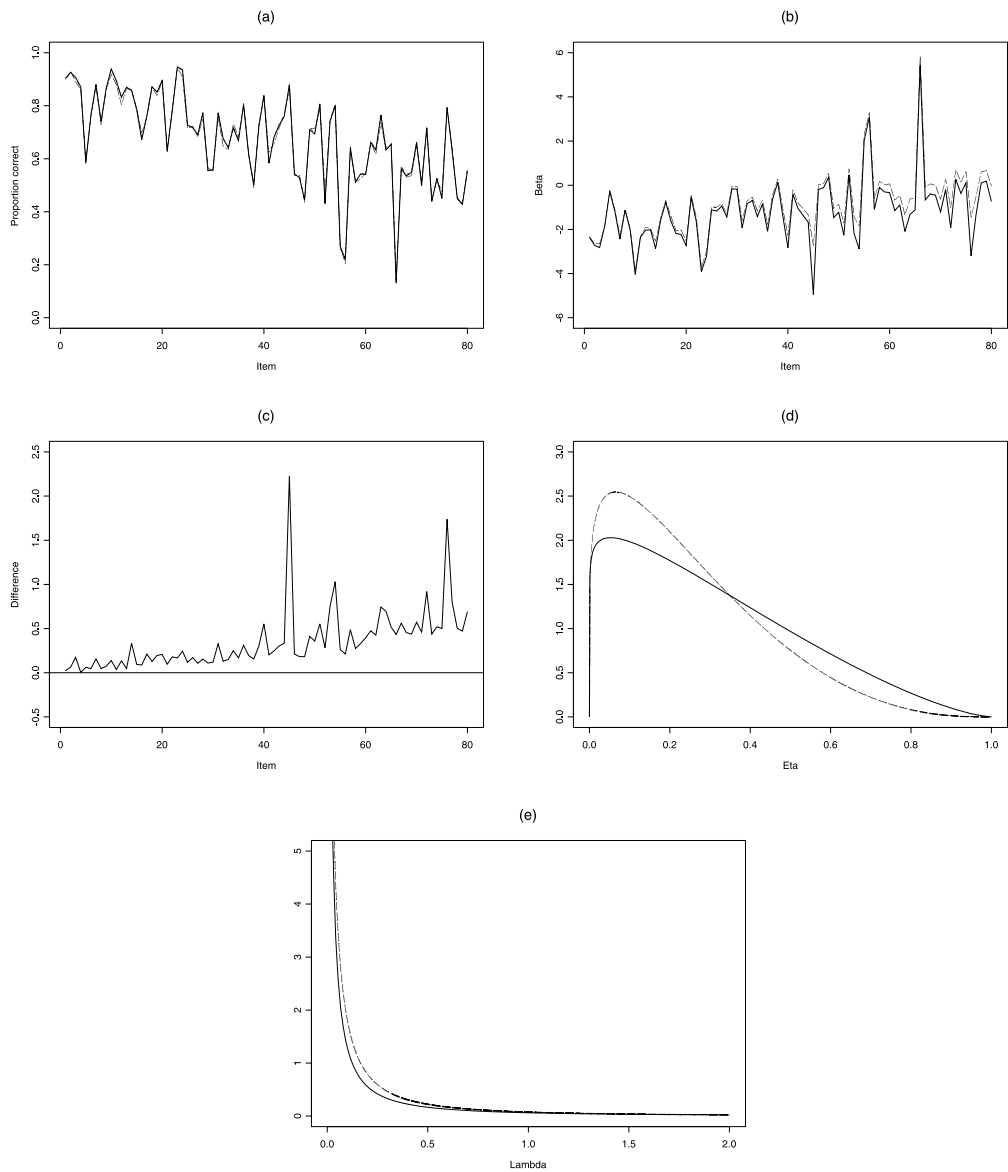 (a)
1.0
0.8
0.6
0.4
0.2
0.0
Proportion correct
0 20 40 60 80
Item
(b)
6
4
2
0
-2
-4
-6
Beta
0 20 40 60 80
Item
(c)
2.5
2.0
1.5
1.0
0.5
0.0
-0.5
Difference
0 20 40 60 80
Item
(d)
3.0
2.5
2.0
1.5
1.0
0.5
0.0
0.0 0.2 0.4 0.6 0.8 1.0
Eta
(e)
5
4
3
2
1
0
0.0 0.5 1.0 1.5 2.0
Lambda